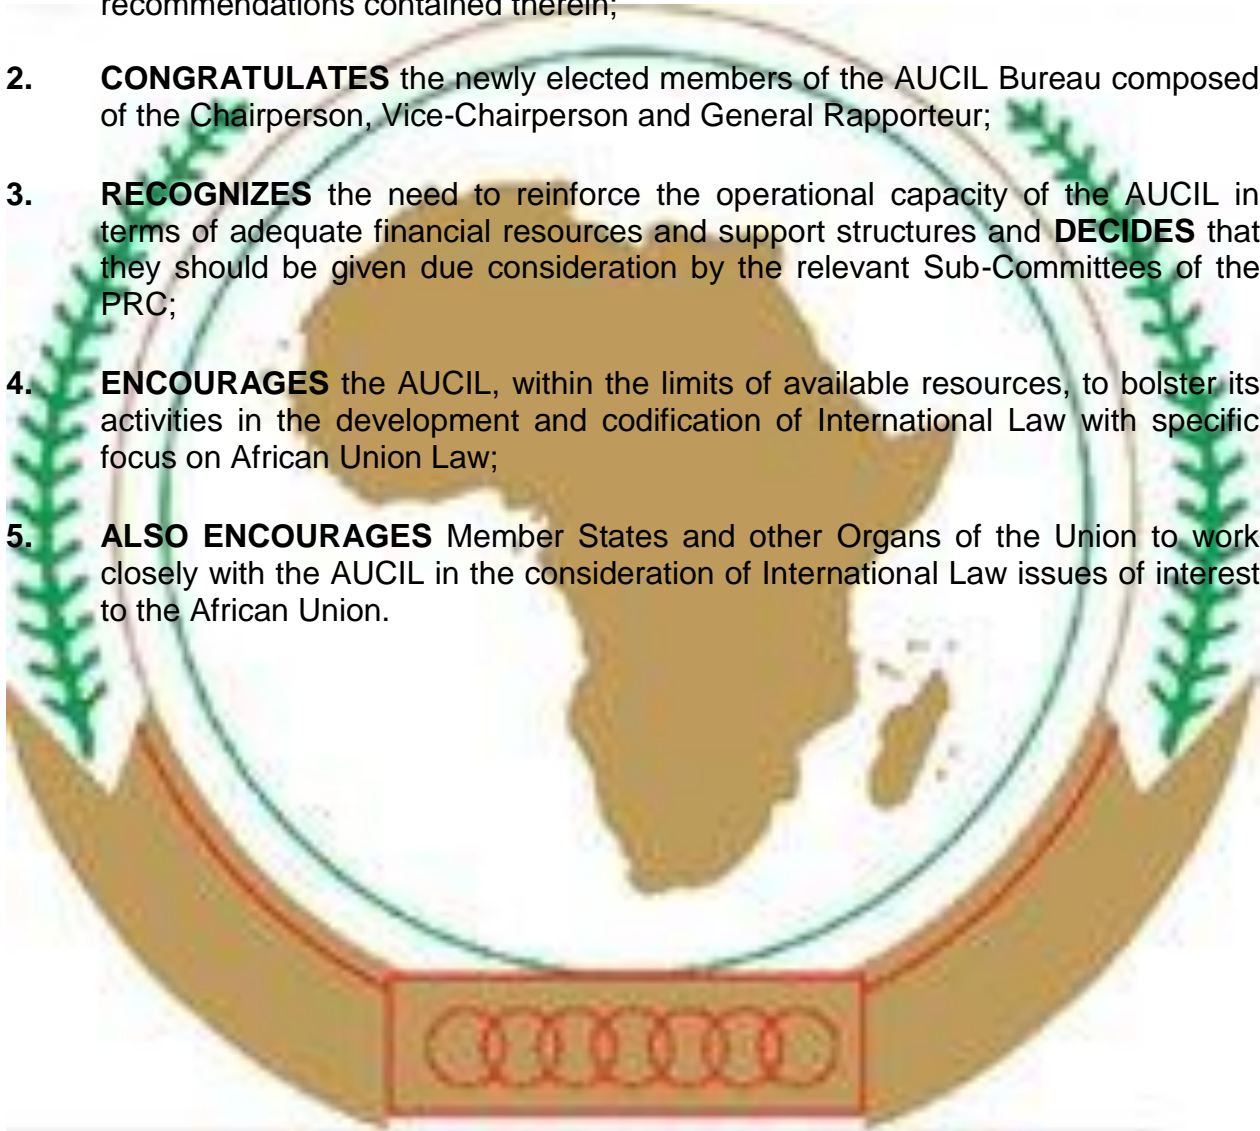 recommendations contained therein;
2. CONGRATULATES the newly elected members of the AUCIL Bureau composed
of the Chairperson, Vice-Chairperson and General Rapporteur;
3. RECOGNIZES the need to reinforce the operational capacity of the AUCIL in
terms of adequate financial resources and support structures and DECIDES that
they should be given due consideration by the relevant Sub-Committees of the
PRC;
4. ENCOURAGES the AUCIL, within the limits of available resources, to bolster its
activities in the development and codification of International Law with specific
focus on African Union Law;
5. ALSO ENCOURAGES Member States and other Organs of the Union to work
closely with the AUCIL in the consideration of International Law issues of interest
to the African Union.